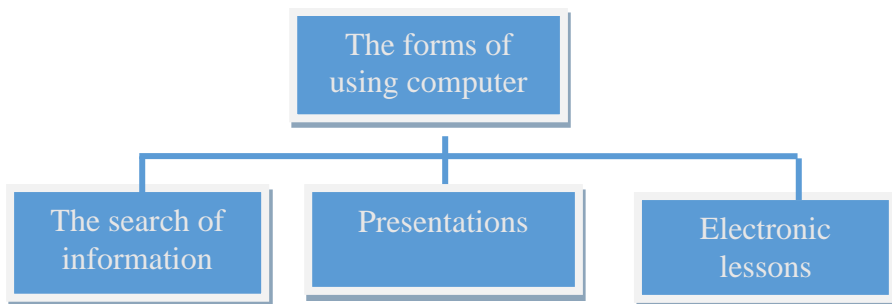 The forms of
using computer
The search of
information
Presentations
Electronic
lessons